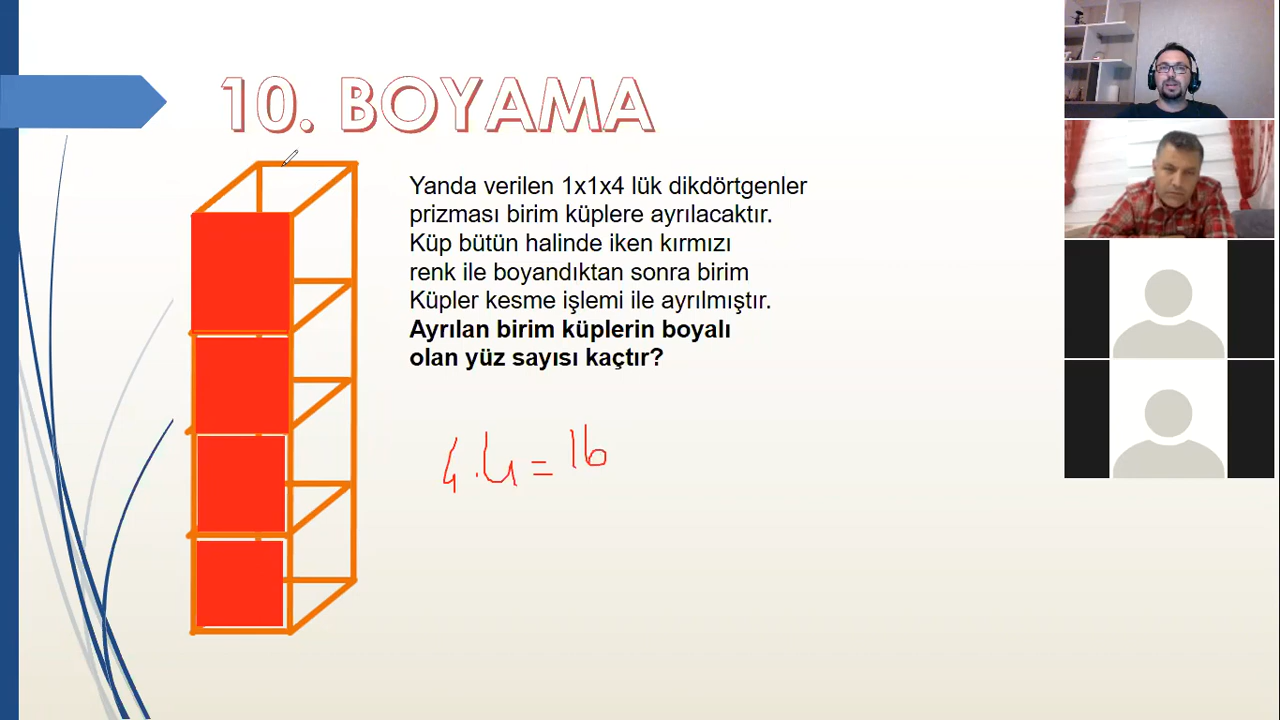 10. BOYAMA
Yanda verilen 1x1x4 lük dikdörtgenler
prizması birim küplere ayrılacaktır.
Küp bütün halinde iken kırmızı
renk ile boyandıktan sonra birim
Küpler kesme işlemi ile ayrılmıştır.
Ayrılan birim küplerin boyalı
olan yüz sayısı kaçtır?
4.4=16